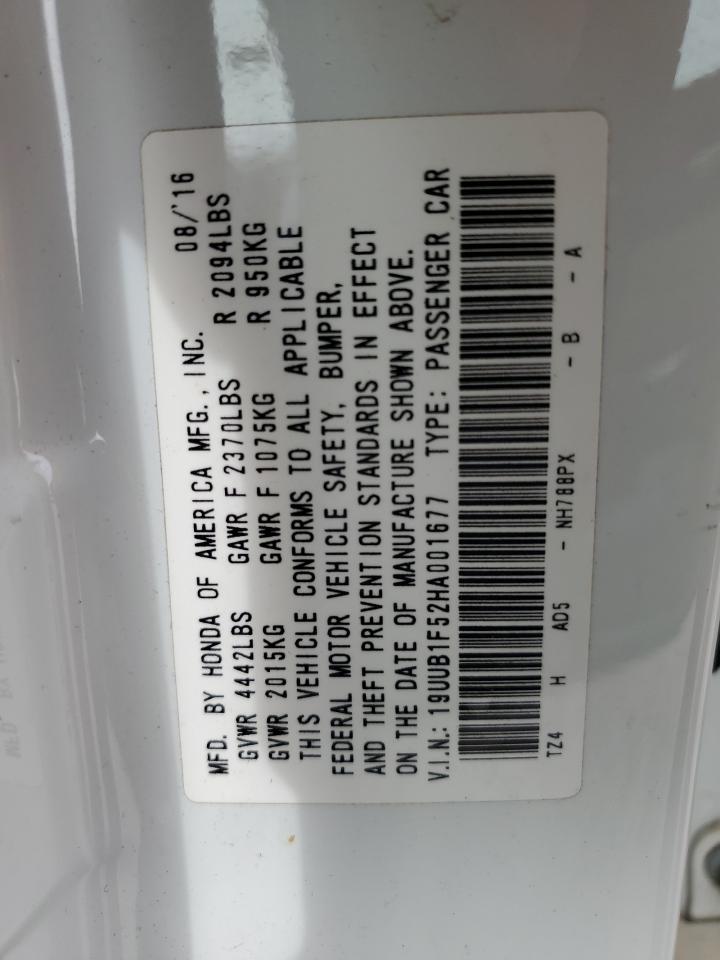 MFD. BY HONDA OF AMERICA MFG., INC. 08/'16
GVWR 4442LBS GAWR F 2370LBS R 2094LBS
GVWR 2015KG GAWR F 1075KG R 950KG
THIS VEHICLE CONFORMS TO ALL APPLICABLE
FEDERAL MOTOR VEHICLE SAFETY, BUMPER,
AND THEFT PREVENTION STANDARDS IN EFFECT
ON THE DATE OF MANUFACTURE SHOWN ABOVE.
V.I.N.: 19UUB1F52HA001677 TYPE: PASSENGER CAR
TZ4 H AD5 - NH788PX - B - A